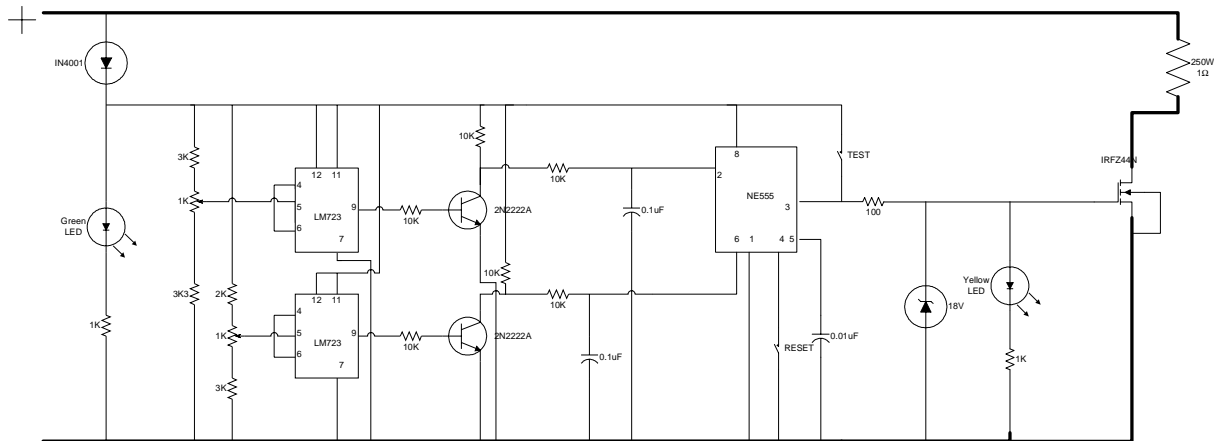 IN4001
250W
1Ω
10K
TEST
IRFZ44N
3K
12 11
4
5
6
9
7
LM723
1K
10K
2N2222A
10K
0.1uF
8
2
NE555
3
6 1 4 5
100
Green
LED
3K3
2K
10K
12 11
4
5
6
9
7
LM723
1K
10K
2N2222A
10K
0.1uF
1K
3K
RESET
0.01uF
18V
Yellow
LED
1K